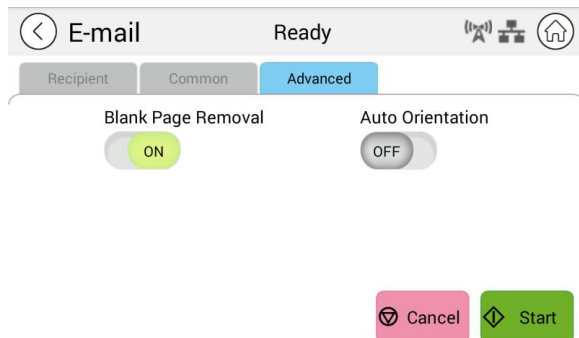 E-mail Ready
Recipient Common Advanced
Blank Page Removal Auto Orientation
ON OFF
Cancel Start